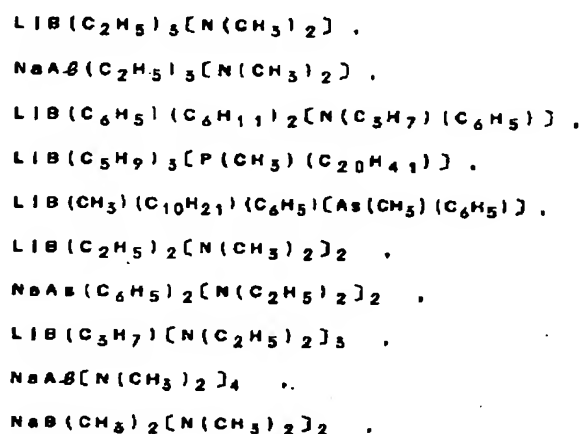 LiB(C₂H₅)₃[N(CH₃)₂] ,
NaAℓ(C₂H₅)₃[N(CH₃)₂] ,
LiB(C₆H₅)(C₆H₁₁)₂[N(C₃H₇)(C₆H₅)] ,
LiB(C₅H₉)₃[P(CH₃)(C₂₀H₄₁)] ,
LiB(CH₃)(C₁₀H₂₁)(C₆H₅)[As(CH₃)(C₆H₅)] ,
LiB(C₂H₅)₂[N(CH₃)₂]₂ ,
NaAs(C₆H₅)₂[N(C₂H₅)₂]₂ ,
LiB(C₃H₇)[N(C₂H₅)₂]₃ ,
NaAℓ[N(CH₃)₂]₄ ,
NaB(CH₃)₂[N(CH₃)₂]₂ ,